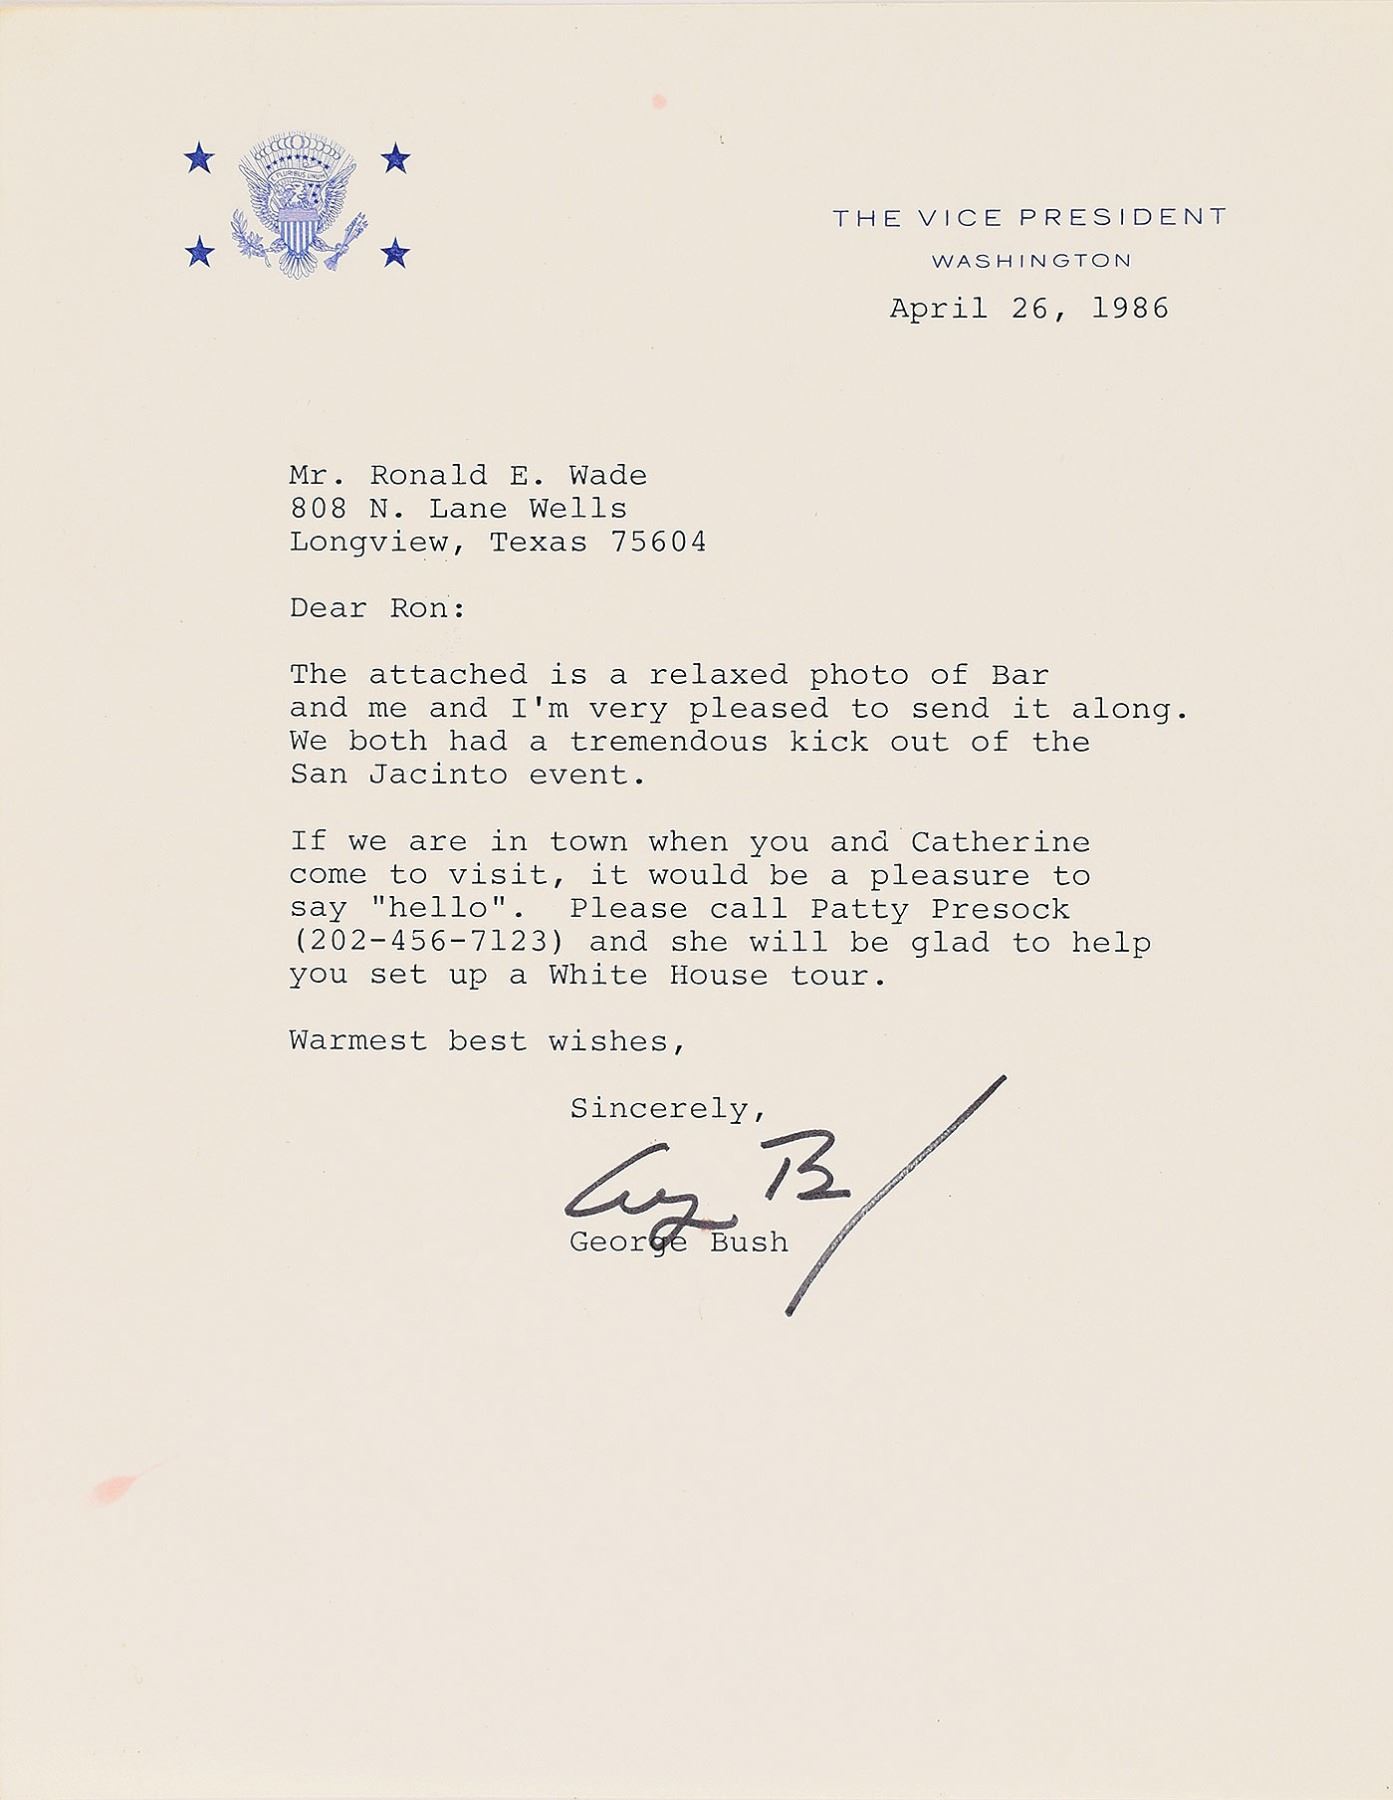 E PLURIBUS UNUM
THE VICE PRESIDENT
WASHINGTON
April 26, 1986
Mr. Ronald E. Wade
808 N. Lane Wells
Longview, Texas 75604
Dear Ron:
The attached is a relaxed photo of Bar
and me and I'm very pleased to send it along.
We both had a tremendous kick out of the
San Jacinto event.
If we are in town when you and Catherine
come to visit, it would be a pleasure to
say "hello".  Please call Patty Presock
(202-456-7123) and she will be glad to help
you set up a White House tour.
Warmest best wishes,
Sincerely,
George B
George Bush